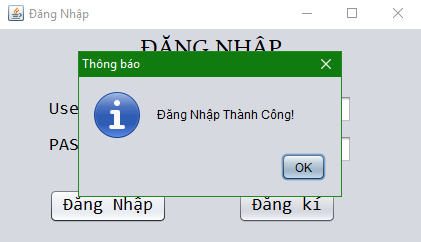 Đăng Nhập
ĐĂNG NHẬP
Thông báo
Use
Đăng Nhập Thành Công!
PAS
OK
Đăng Nhập
Đăng kí